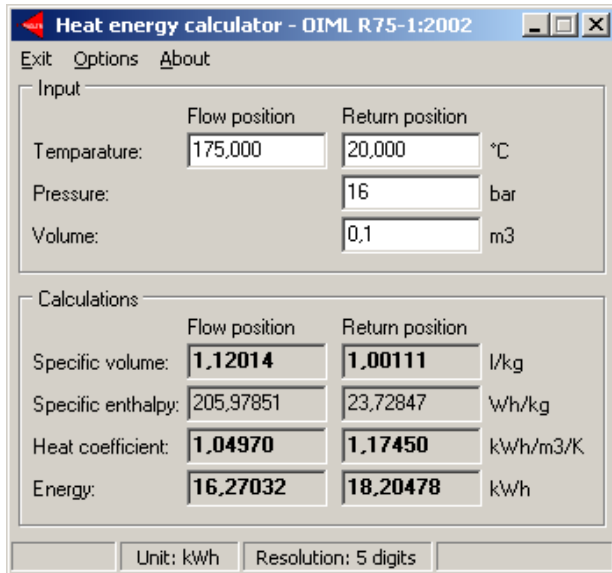 Heat energy calculator - OIML R75-1:2002
Exit Options About
Input
Flow position Return position
Temparature: 175,000 20,000 °C
Pressure: 16 bar
Volume: 0,1 m3
Calculations
Flow position Return position
Specific volume: 1,12014 1,00111 l/kg
Specific enthalpy: 205,97851 23,72847 Wh/kg
Heat coefficient: 1,04970 1,17450 kWh/m3/K
Energy: 16,27032 18,20478 kWh
Unit: kWh Resolution: 5 digits